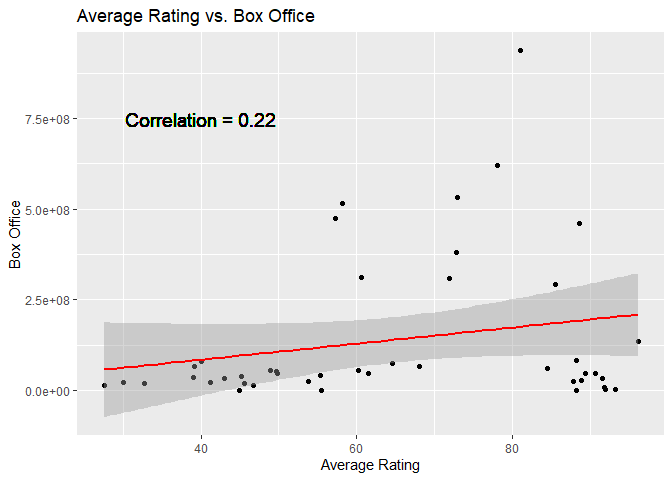 Average Rating vs. Box Office
Correlation = 0.22
7.5e+08
5.0e+08
2.5e+08
0.0e+00
Box Office
40
60
80
Average Rating